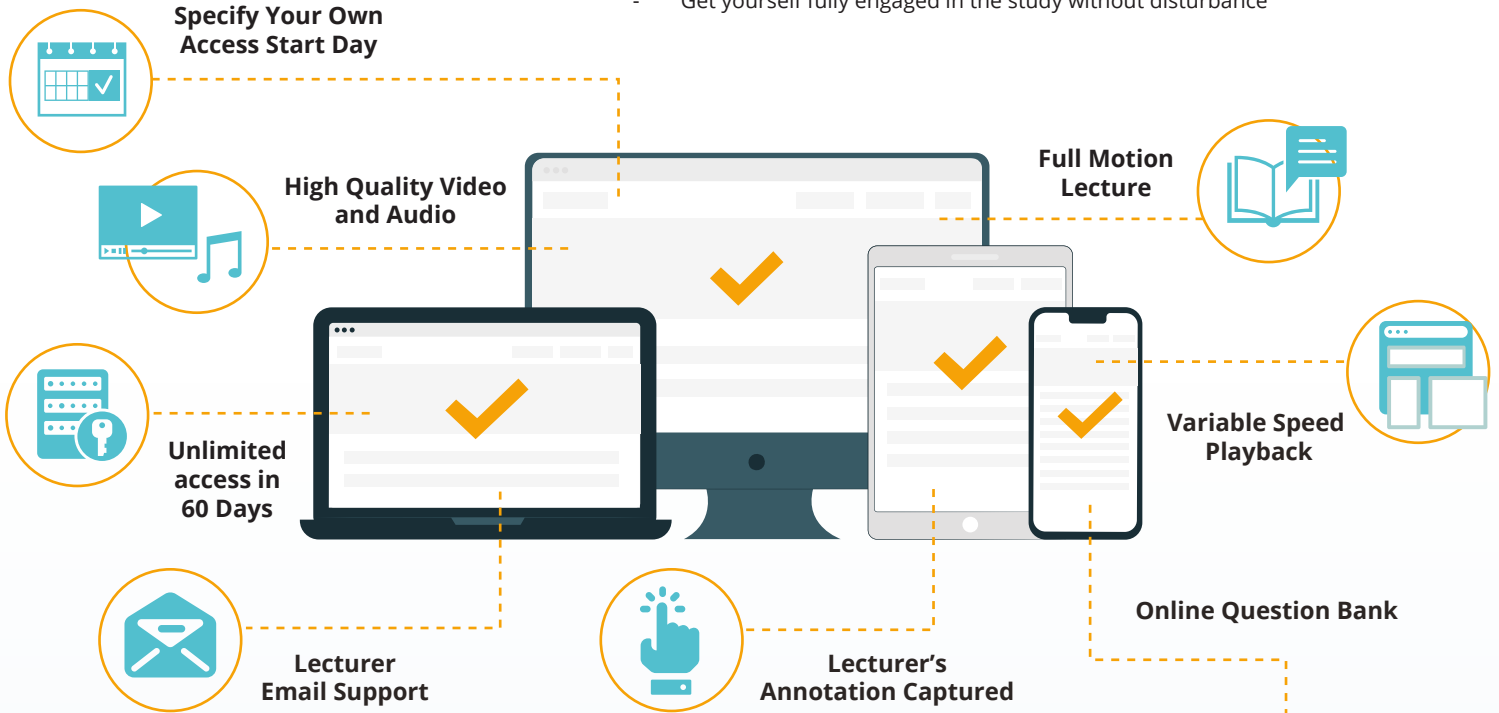 - Get yourself fully engaged in the study without disturbance
Specify Your Own
Access Start Day
High Quality Video
and Audio
Full Motion
Lecture
Unlimited
access in
60 Days
Variable Speed
Playback
Lecturer
Email Support
Lecturer’s
Annotation Captured
Online Question Bank